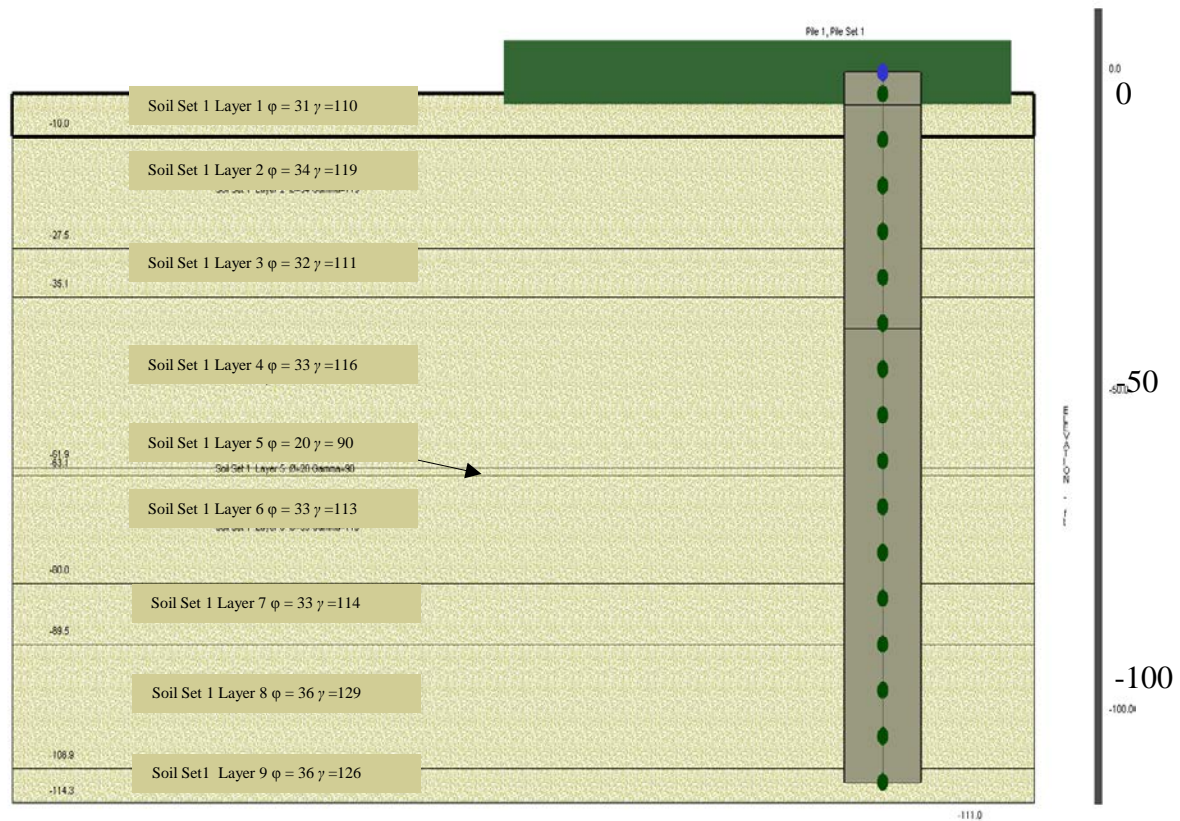 Pile 1, Pile Set 1
0.0
0
Soil Set 1 Layer 1 φ = 31 γ =110
-10.0
Soil Set 1 Layer 2 φ = 34 γ =119
-27.5
Soil Set 1 Layer 3 φ = 32 γ =111
-35.1
Soil Set 1 Layer 4 φ = 33 γ =116
-50
ELEVATION - ft
Soil Set 1 Layer 5 φ = 20 γ = 90
-61.9
-63.1
Soil Set 1 Layer 5 Ø=20 Gamma=90
Soil Set 1 Layer 6 φ = 33 γ =113
-80.0
Soil Set 1 Layer 7 φ = 33 γ =114
-89.5
-100
Soil Set 1 Layer 8 φ = 36 γ =129
-100.0
-106.9
Soil Set1 Layer 9 φ = 36 γ =126
-114.3
-111.0